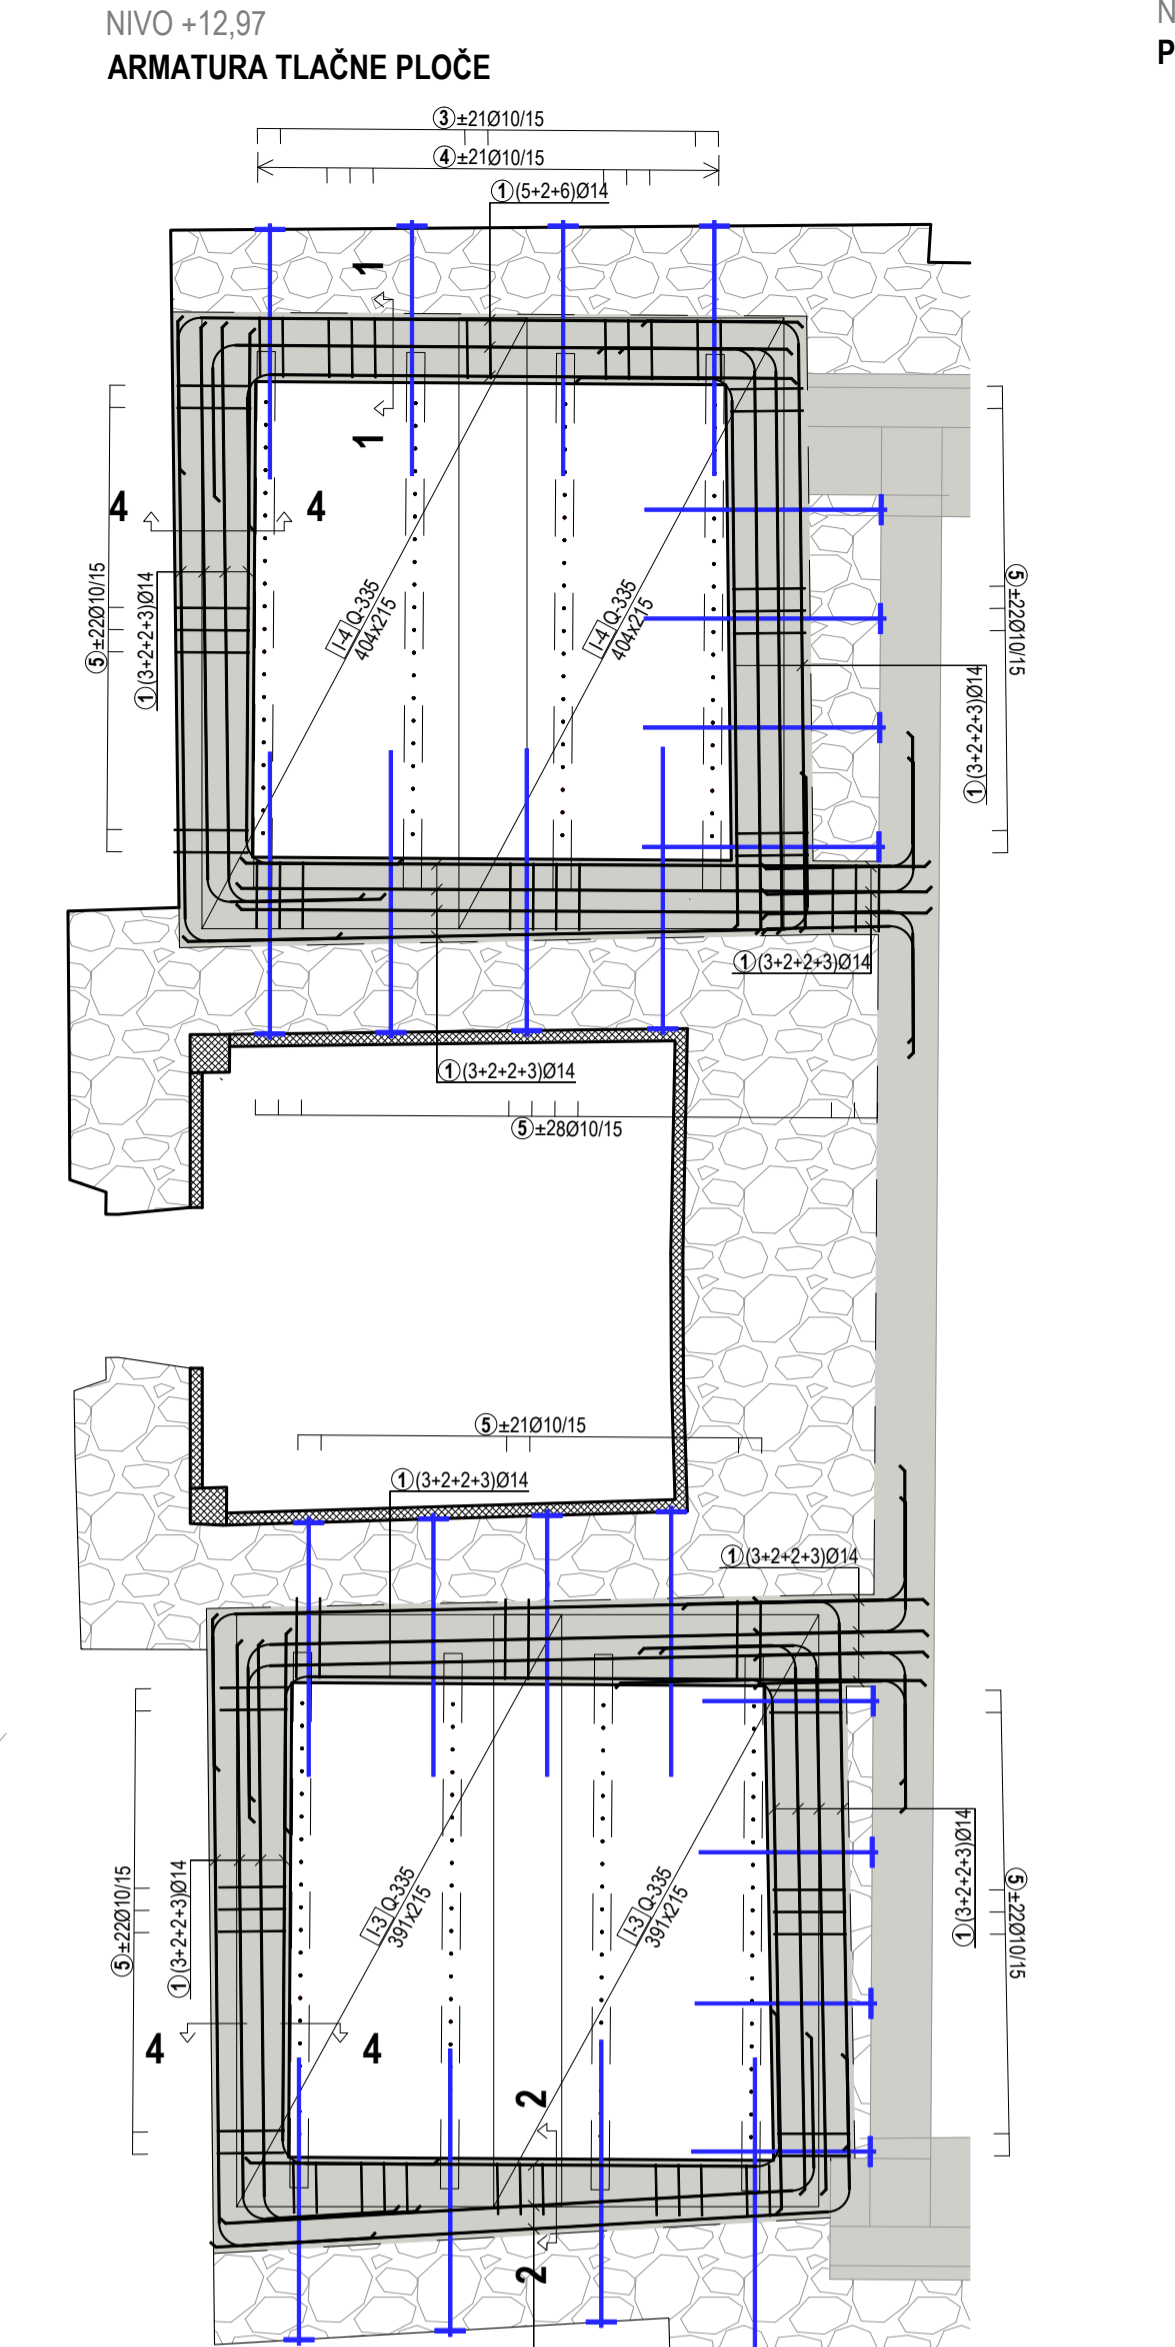 NIVO +12,97
N
ARMATURA TLAČNE PLOČE
P
3 ±21Ø10/15
4 ±21Ø10/15
1 (5+2+6)Ø14
1
1
4
4
5 ±22Ø10/15
1 (3+2+2+3)Ø14
I-4 Q-335
404x215
I-4 Q-335
404x215
5 ±22Ø10/15
1 (3+2+2+3)Ø14
1 (3+2+2+3)Ø14
1 (3+2+2+3)Ø14
5 ±28Ø10/15
5 ±21Ø10/15
1 (3+2+2+3)Ø14
1 (3+2+2+3)Ø14
5 ±22Ø10/15
1 (3+2+2+3)Ø14
I-3 Q-335
391x215
I-3 Q-335
391x215
1 (3+2+2+3)Ø14
5 ±22Ø10/15
4
4
2
2